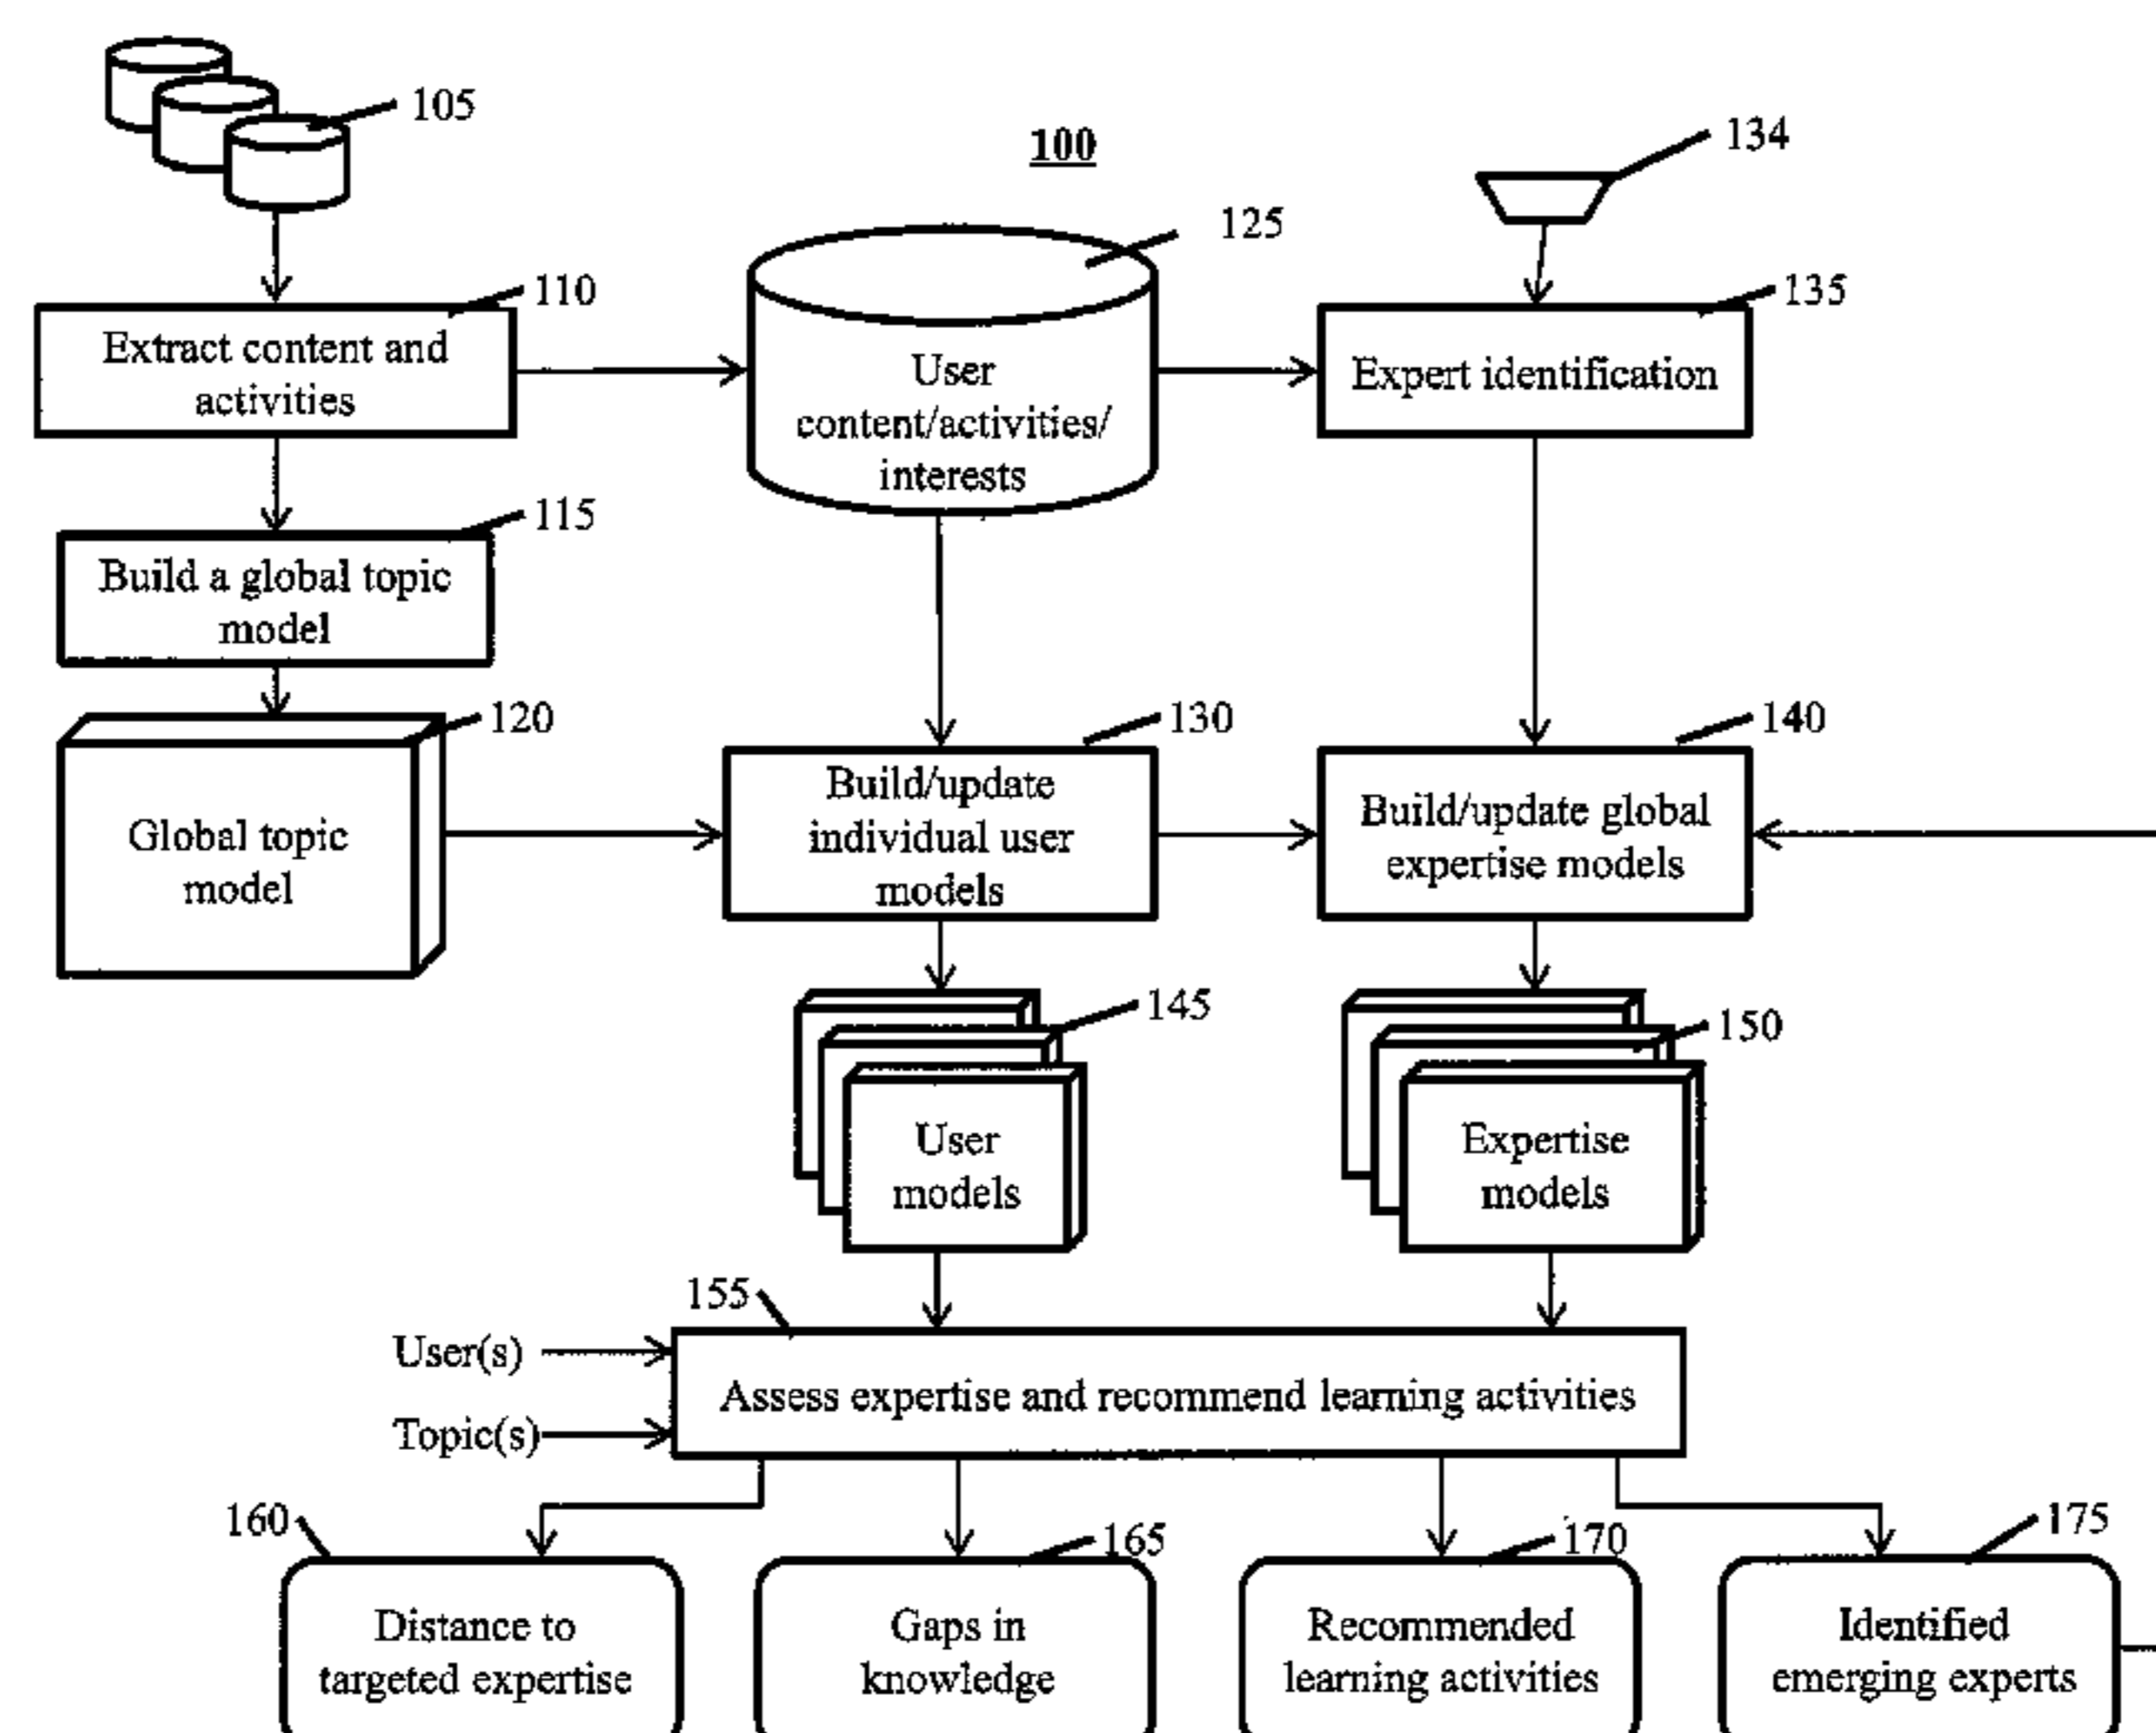 105
100
134
125
110
135
Extract content and
activities
User
content/activities/
interests
Expert identification
115
Build a global topic
model
120
130
140
Global topic
model
Build/update
individual user
models
Build/update global
expertise models
145
150
User
models
Expertise
models
155
User(s)
Topic(s)
Assess expertise and recommend learning activities
160
165
170
175
Distance to
targeted expertise
Gaps in
knowledge
Recommended
learning activities
Identified
emerging experts